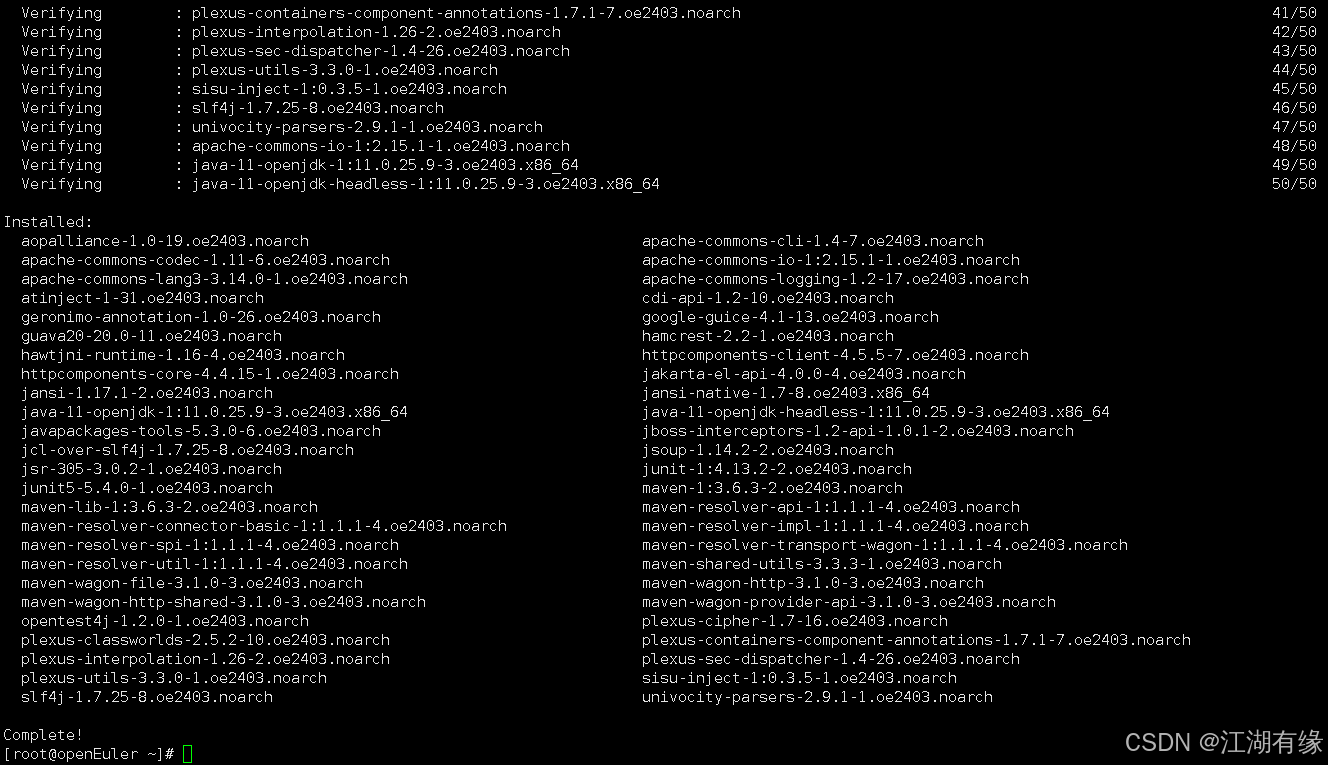 Verifying : plexus-containers-component-annotations-1.7.1-7.oe2403.noarch 41/50
Verifying : plexus-interpolation-1.26-2.oe2403.noarch 42/50
Verifying : plexus-sec-dispatcher-1.4-26.oe2403.noarch 43/50
Verifying : plexus-utils-3.3.0-1.oe2403.noarch 44/50
Verifying : sisu-inject-1:0.3.5-1.oe2403.noarch 45/50
Verifying : slf4j-1.7.25-8.oe2403.noarch 46/50
Verifying : univocity-parsers-2.9.1-1.oe2403.noarch 47/50
Verifying : apache-commons-io-1:2.15.1-1.oe2403.noarch 48/50
Verifying : java-11-openjdk-1:11.0.25.9-3.oe2403.x86_64 49/50
Verifying : java-11-openjdk-headless-1:11.0.25.9-3.oe2403.x86_64 50/50
Installed:
aopalliance-1.0-19.oe2403.noarch apache-commons-cli-1.4-7.oe2403.noarch
apache-commons-codec-1.11-6.oe2403.noarch apache-commons-io-1:2.15.1-1.oe2403.noarch
apache-commons-lang3-3.14.0-1.oe2403.noarch apache-commons-logging-1.2-17.oe2403.noarch
atinject-1-31.oe2403.noarch cdi-api-1.2-10.oe2403.noarch
geronimo-annotation-1.0-26.oe2403.noarch google-guice-4.1-13.oe2403.noarch
guava20-20.0-11.oe2403.noarch hamcrest-2.2-1.oe2403.noarch
hawtjni-runtime-1.16-4.oe2403.noarch httpcomponents-client-4.5.5-7.oe2403.noarch
httpcomponents-core-4.4.15-1.oe2403.noarch jakarta-el-api-4.0.0-4.oe2403.noarch
jansi-1.17.1-2.oe2403.noarch jansi-native-1.7-8.oe2403.x86_64
java-11-openjdk-1:11.0.25.9-3.oe2403.x86_64 java-11-openjdk-headless-1:11.0.25.9-3.oe2403.x86_64
javapackages-tools-5.3.0-6.oe2403.noarch jboss-interceptors-1.2-api-1.0.1-2.oe2403.noarch
jcl-over-slf4j-1.7.25-8.oe2403.noarch jsoup-1.14.2-2.oe2403.noarch
jsr-305-3.0.2-1.oe2403.noarch junit-1:4.13.2-2.oe2403.noarch
junit5-5.4.0-1.oe2403.noarch maven-1:3.6.3-2.oe2403.noarch
maven-lib-1:3.6.3-2.oe2403.noarch maven-resolver-api-1:1.1.1-4.oe2403.noarch
maven-resolver-connector-basic-1:1.1.1-4.oe2403.noarch maven-resolver-impl-1:1.1.1-4.oe2403.noarch
maven-resolver-spi-1:1.1.1-4.oe2403.noarch maven-resolver-transport-wagon-1:1.1.1-4.oe2403.noarch
maven-resolver-util-1:1.1.1-4.oe2403.noarch maven-shared-utils-3.3.3-1.oe2403.noarch
maven-wagon-file-3.1.0-3.oe2403.noarch maven-wagon-http-3.1.0-3.oe2403.noarch
maven-wagon-http-shared-3.1.0-3.oe2403.noarch maven-wagon-provider-api-3.1.0-3.oe2403.noarch
opentest4j-1.2.0-1.oe2403.noarch plexus-cipher-1.7-16.oe2403.noarch
plexus-classworlds-2.5.2-10.oe2403.noarch plexus-containers-component-annotations-1.7.1-7.oe2403.noarch
plexus-interpolation-1.26-2.oe2403.noarch plexus-sec-dispatcher-1.4-26.oe2403.noarch
plexus-utils-3.3.0-1.oe2403.noarch sisu-inject-1:0.3.5-1.oe2403.noarch
slf4j-1.7.25-8.oe2403.noarch univocity-parsers-2.9.1-1.oe2403.noarch
Complete!
[root@openEuler ~]#
CSDN @江湖有缘